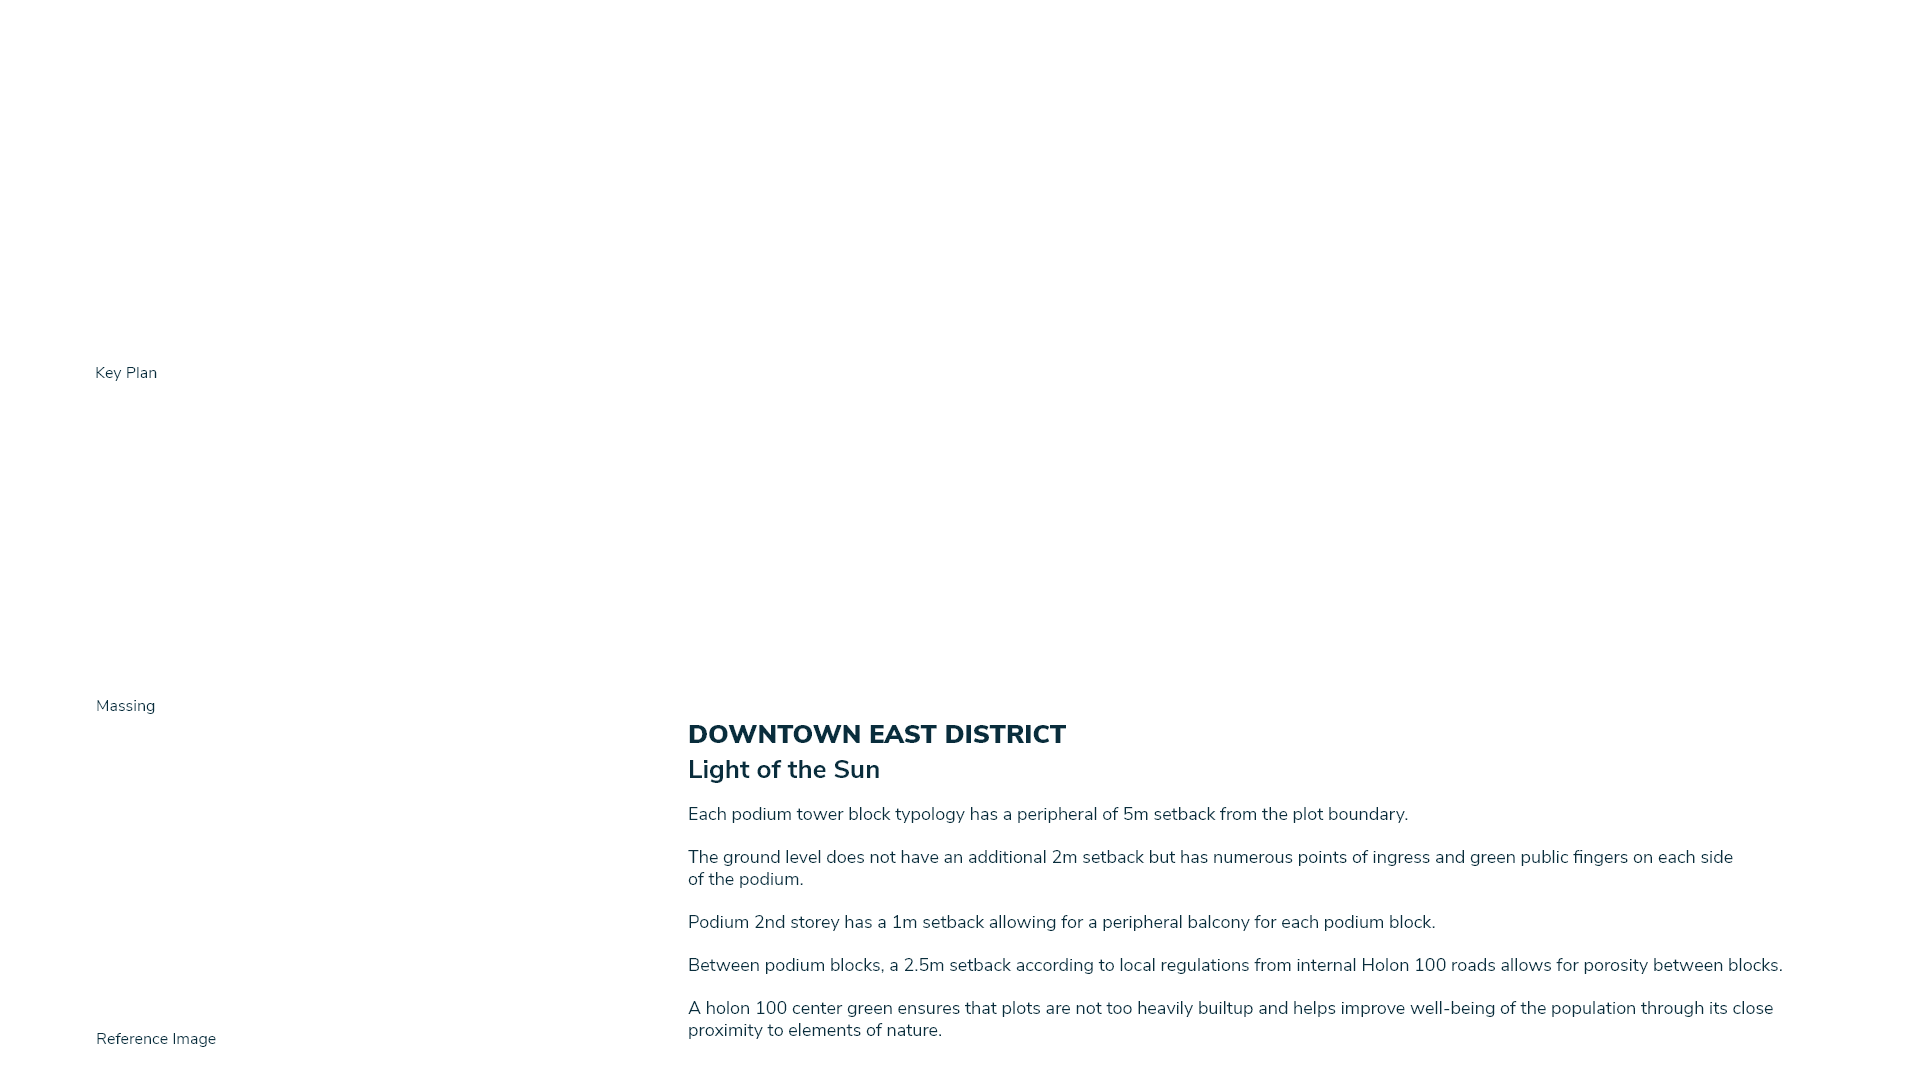 Key Plan
Massing
DOWNTOWN EAST DISTRICT
Light of the Sun
Each podium tower block typology has a peripheral of 5m setback from the plot boundary.
The ground level does not have an additional 2m setback but has numerous points of ingress and green public fingers on each side
of the podium.
Podium 2nd storey has a 1m setback allowing for a peripheral balcony for each podium block.
Between podium blocks, a 2.5m setback according to local regulations from internal Holon 100 roads allows for porosity between blocks.
A holon 100 center green ensures that plots are not too heavily builtup and helps improve well-being of the population through its close
proximity to elements of nature.
Reference Image